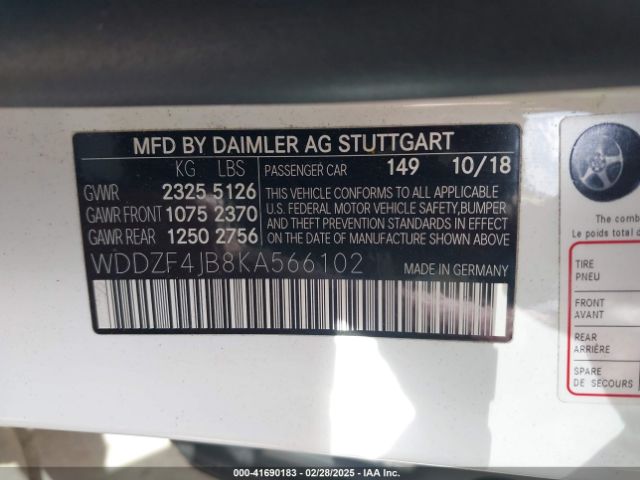 MFD BY DAIMLER AG STUTTGART
KG LBS PASSENGER CAR 149 10/18
GVWR 2325 5126
GAWR FRONT 1075 2370
GAWR REAR 1250 2756
THIS VEHICLE CONFORMS TO ALL APPLICABLE
U.S. FEDERAL MOTOR VEHICLE SAFETY,BUMPER
AND THEFT PREVENTION STANDARDS IN EFFECT
ON THE DATE OF MANUFACTURE SHOWN ABOVE.
WDDZF4JB8KA566102 MADE IN GERMANY
The comb
Le poids total d
TIRE
PNEU
FRONT
AVANT
REAR
ARRIÈRE
SPARE
DE SECOURS
000-41690183 - 02/28/2025 - IAA Inc.